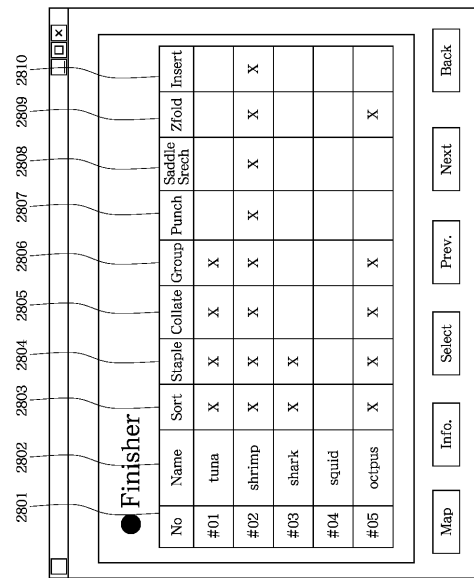 2801 2802 2803 2804 2805 2806 2807 2808 2809 2810
x
Finisher
No Name Sort Staple Collate Group Punch Saddle Srech Zfold Insert
#01 tuna X X X X
#02 shrimp X X X X X X X X
#03 shark X X
#04 squid
#05 octpus X X X X X
Map Info. Select Prev. Next Back